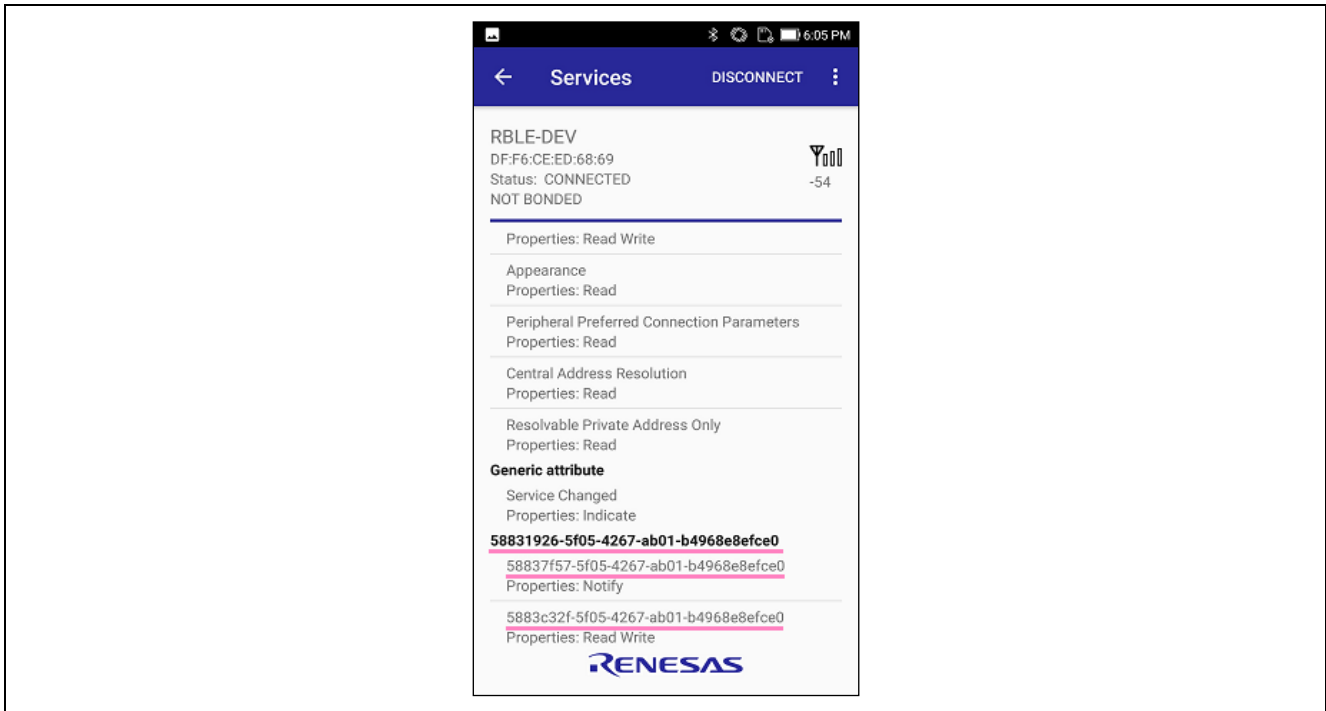 6:05 PM
Services DISCONNECT
RBLE-DEV
DF:F6:CE:ED:68:69
Status: CONNECTED
-54
NOT BONDED
Properties: Read Write
Appearance
Properties: Read
Peripheral Preferred Connection Parameters
Properties: Read
Central Address Resolution
Properties: Read
Resolvable Private Address Only
Properties: Read
Generic attribute
Service Changed
Properties: Indicate
58831926-5f05-4267-ab01-b4968e8efce0
58837f57-5f05-4267-ab01-b4968e8efce0
Properties: Notify
5883c32f-5f05-4267-ab01-b4968e8efce0
Properties: Read Write
RENESAS